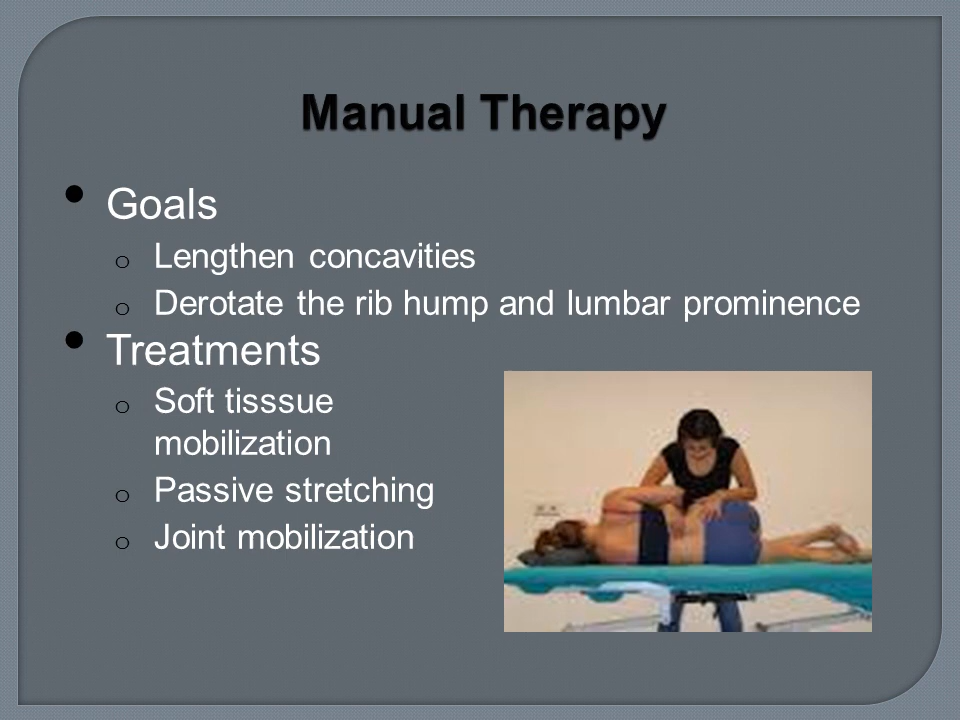 Manual Therapy
• Goals
o Lengthen concavities
o Derotate the rib hump and lumbar prominence
• Treatments
o Soft tisssue
mobilization
o Passive stretching
o Joint mobilization